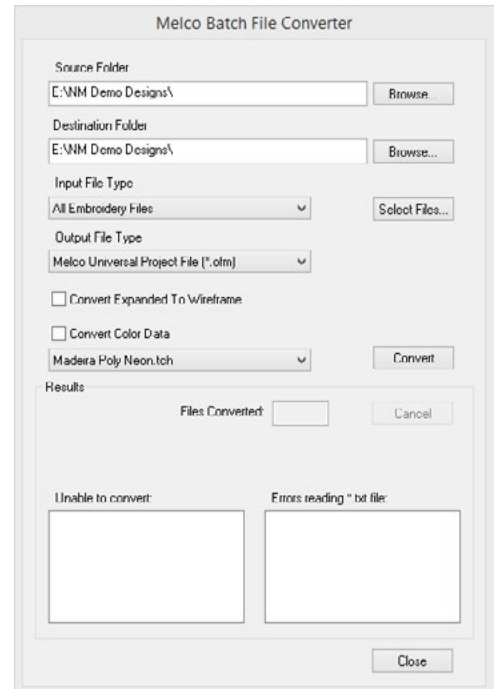 Melco Batch File Converter
Source Folder
E:\NM Demo Designs\
Browse...
Destination Folder
E:\NM Demo Designs\
Browse...
Input File Type
All Embroidery Files
Select Files...
Output File Type
Melco Universal Project File (*.ofm)
Convert Expanded To Wireframe
Convert Color Data
Madeira Poly Neon.tch
Convert
Results
Files Converted:
Cancel
Unable to convert:
Errors reading *.txt file:
Close